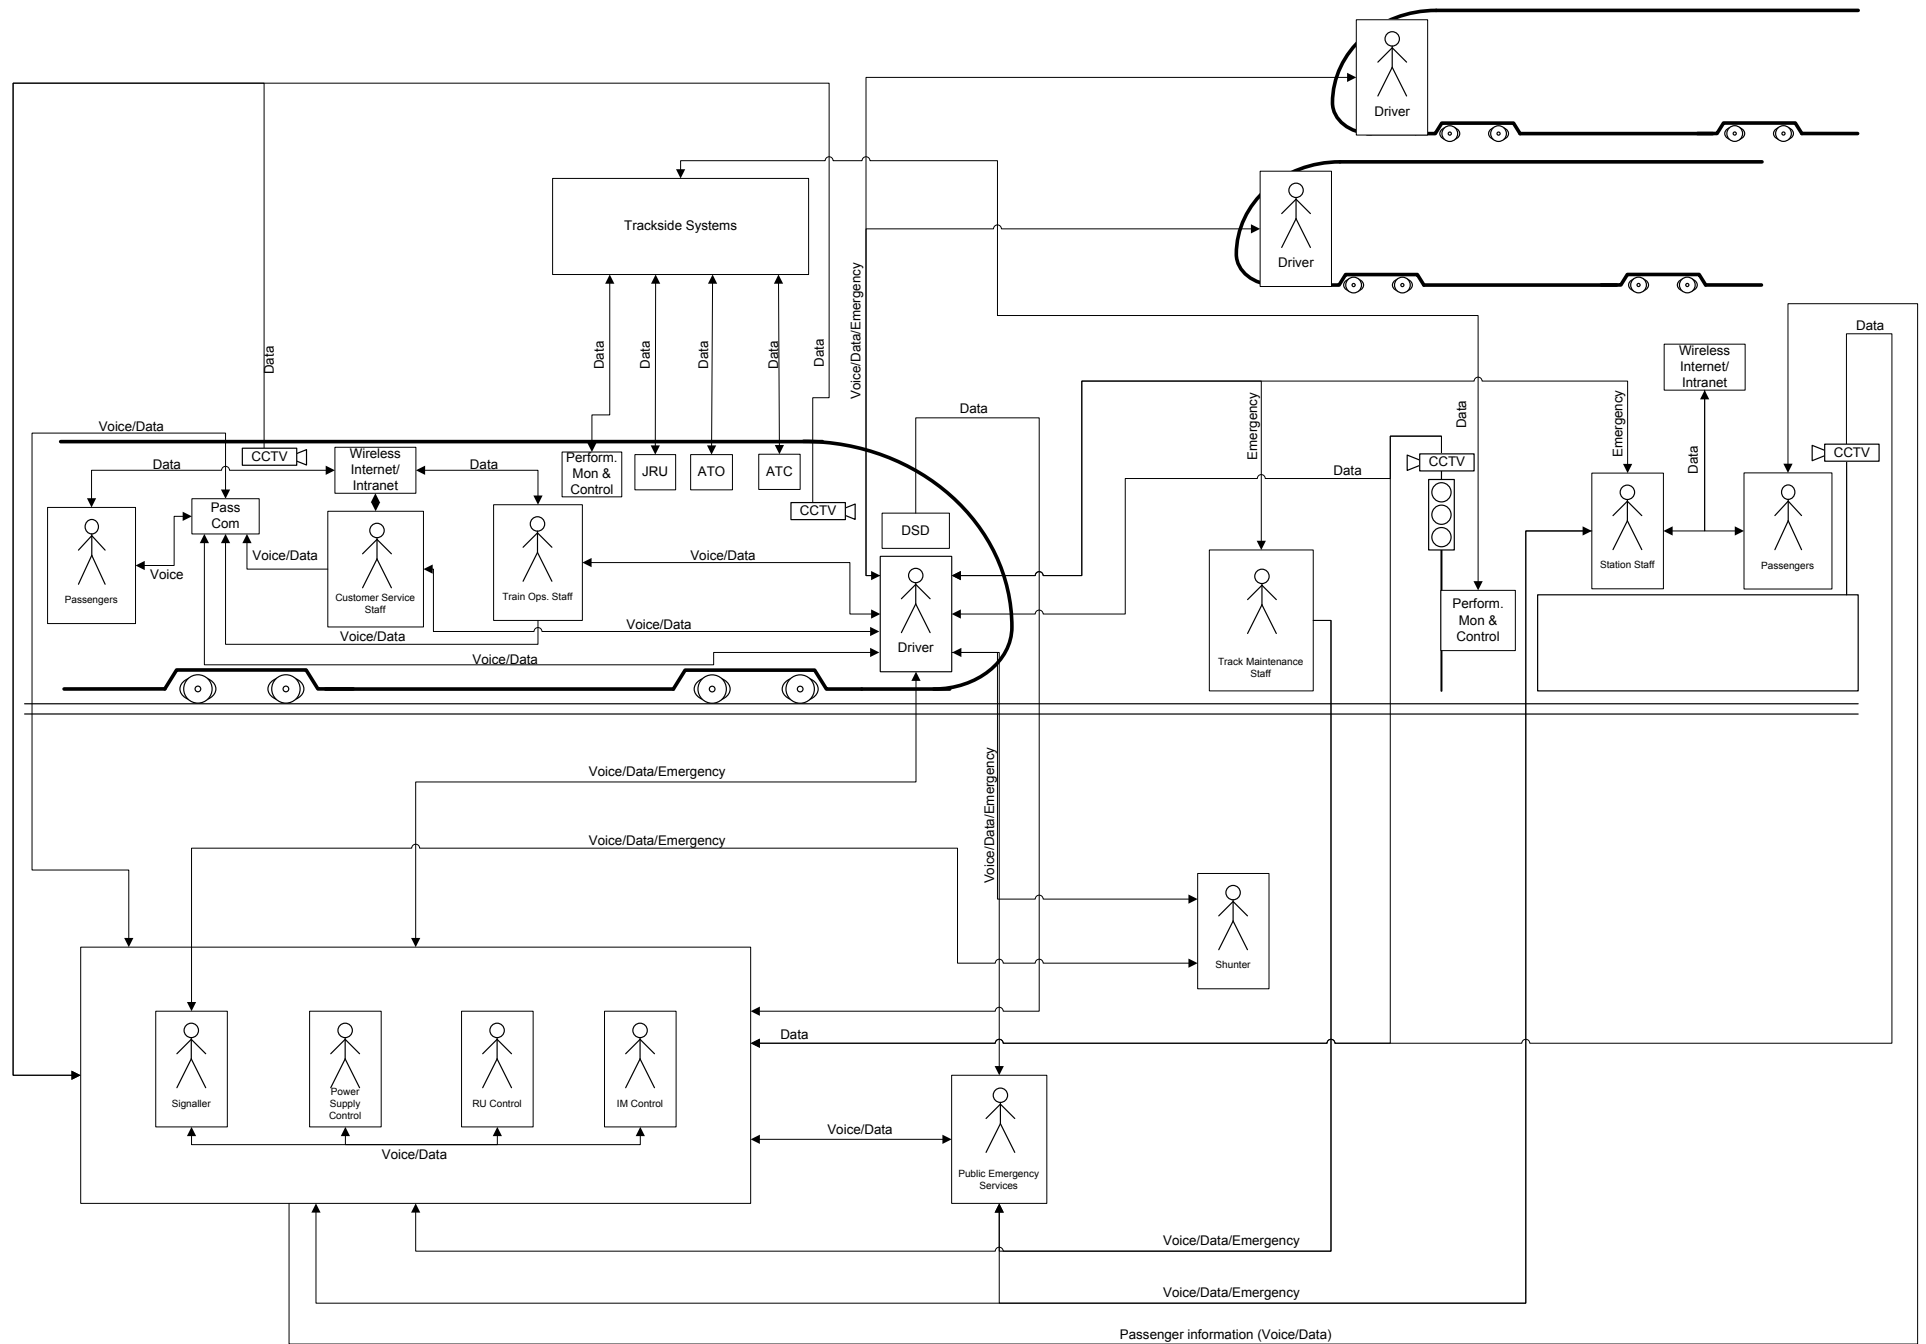 Driver
Trackside Systems
Driver
Data
Data
Data
Data
Data
Data
Voice/Data/Emergency
Data
Wireless
Internet/
Intranet
Data
Emergency
Data
Emergency
Data
Voice/Data
CCTV
Wireless
Internet/
Intranet
Data
Data
Perform.
Mon &
Control
JRU
ATO
ATC
CCTV
DSD
Data
CCTV
CCTV
Pass
Com
Voice
Voice/Data
Voice/Data
Passengers
Customer Service
Staff
Train Ops. Staff
Driver
Voice/Data
Voice/Data
Voice/Data
Track Maintenance
Staff
Perform.
Mon &
Control
Station Staff
Passengers
Voice/Data/Emergency
Voice/Data/Emergency
Voice/Data/Emergency
Shunter
Data
Signaller
Power
Supply
Control
RU Control
IM Control
Voice/Data
Voice/Data
Public Emergency
Services
Voice/Data/Emergency
Voice/Data/Emergency
Passenger information (Voice/Data)